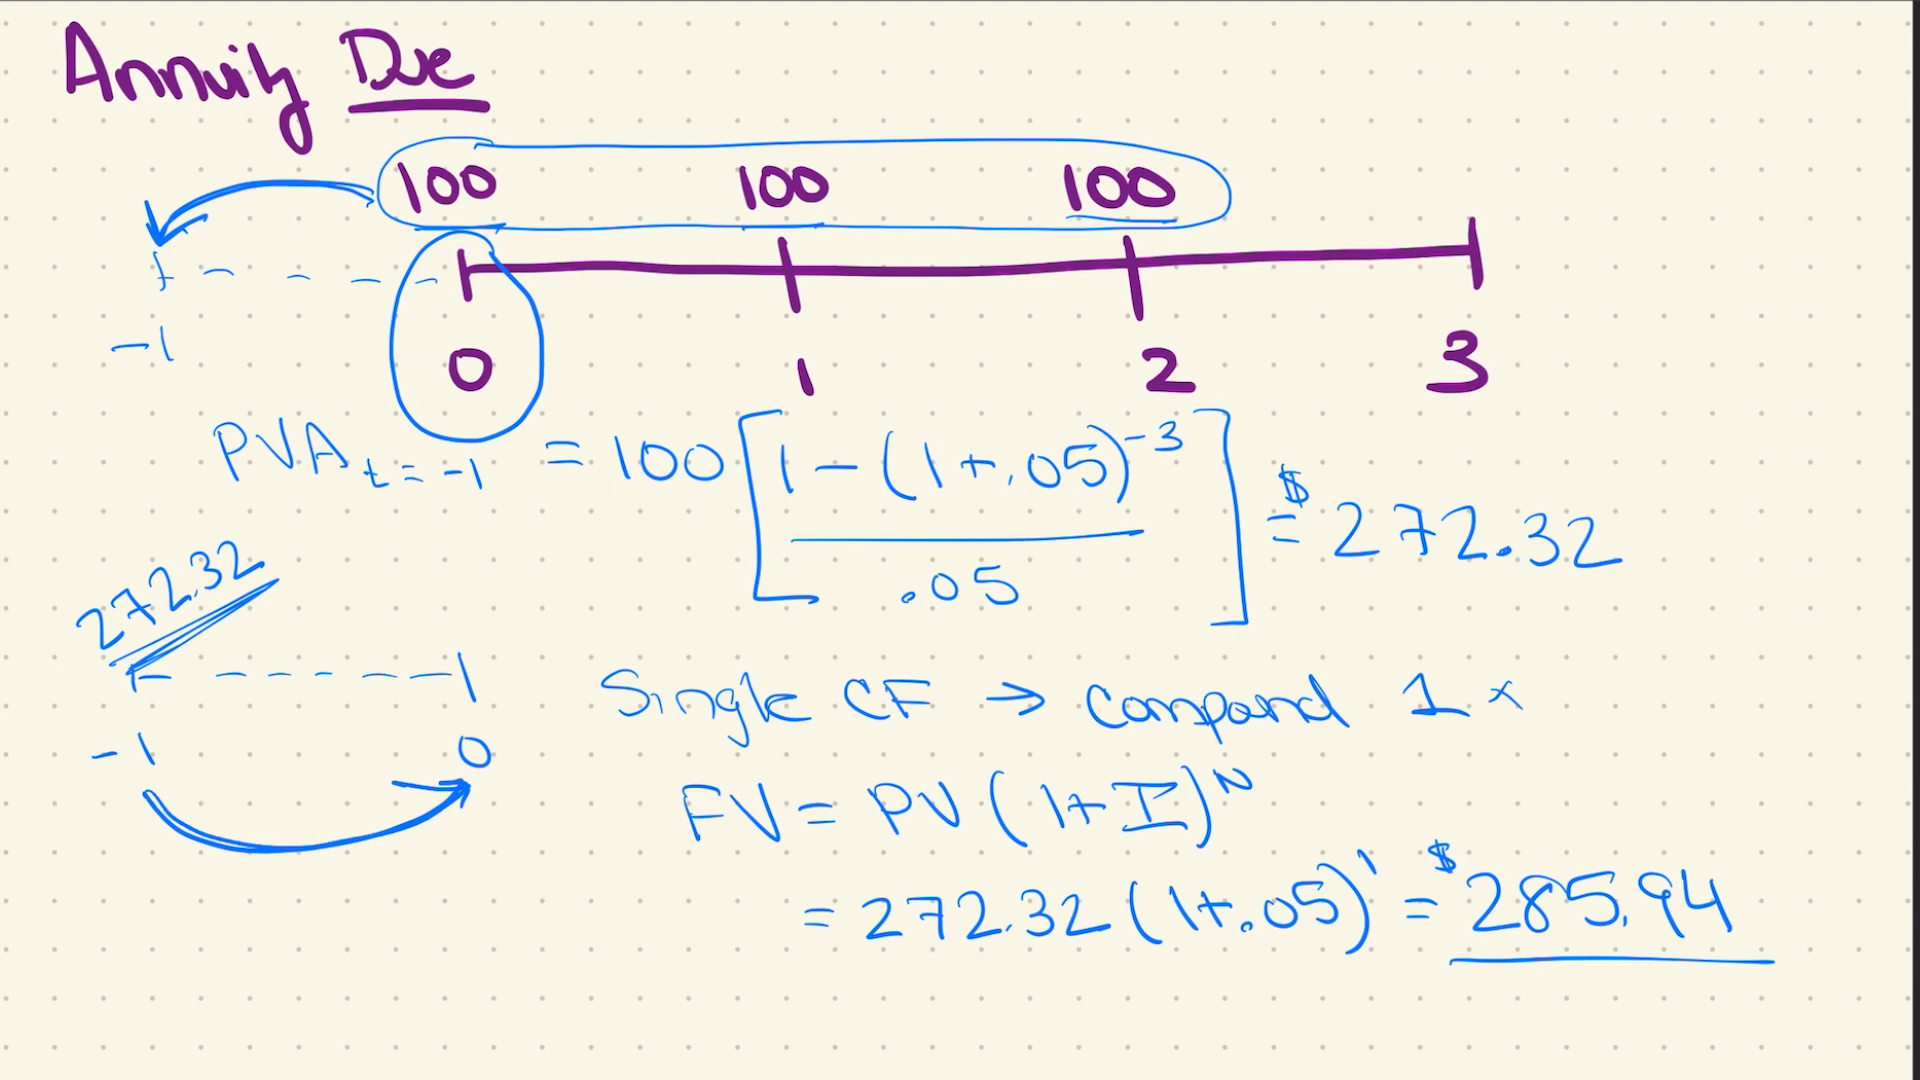 Annuity Due
100 100 100
-1 0 1 2 3
PVA t=-1 = 100 [ 1-(1+.05)^-3 / .05 ] = $272.32
272.32
-1 0
Single CF → Compound 1x
FV = PV(1+I)^N
= 272.32(1+.05)^1 = $285.94